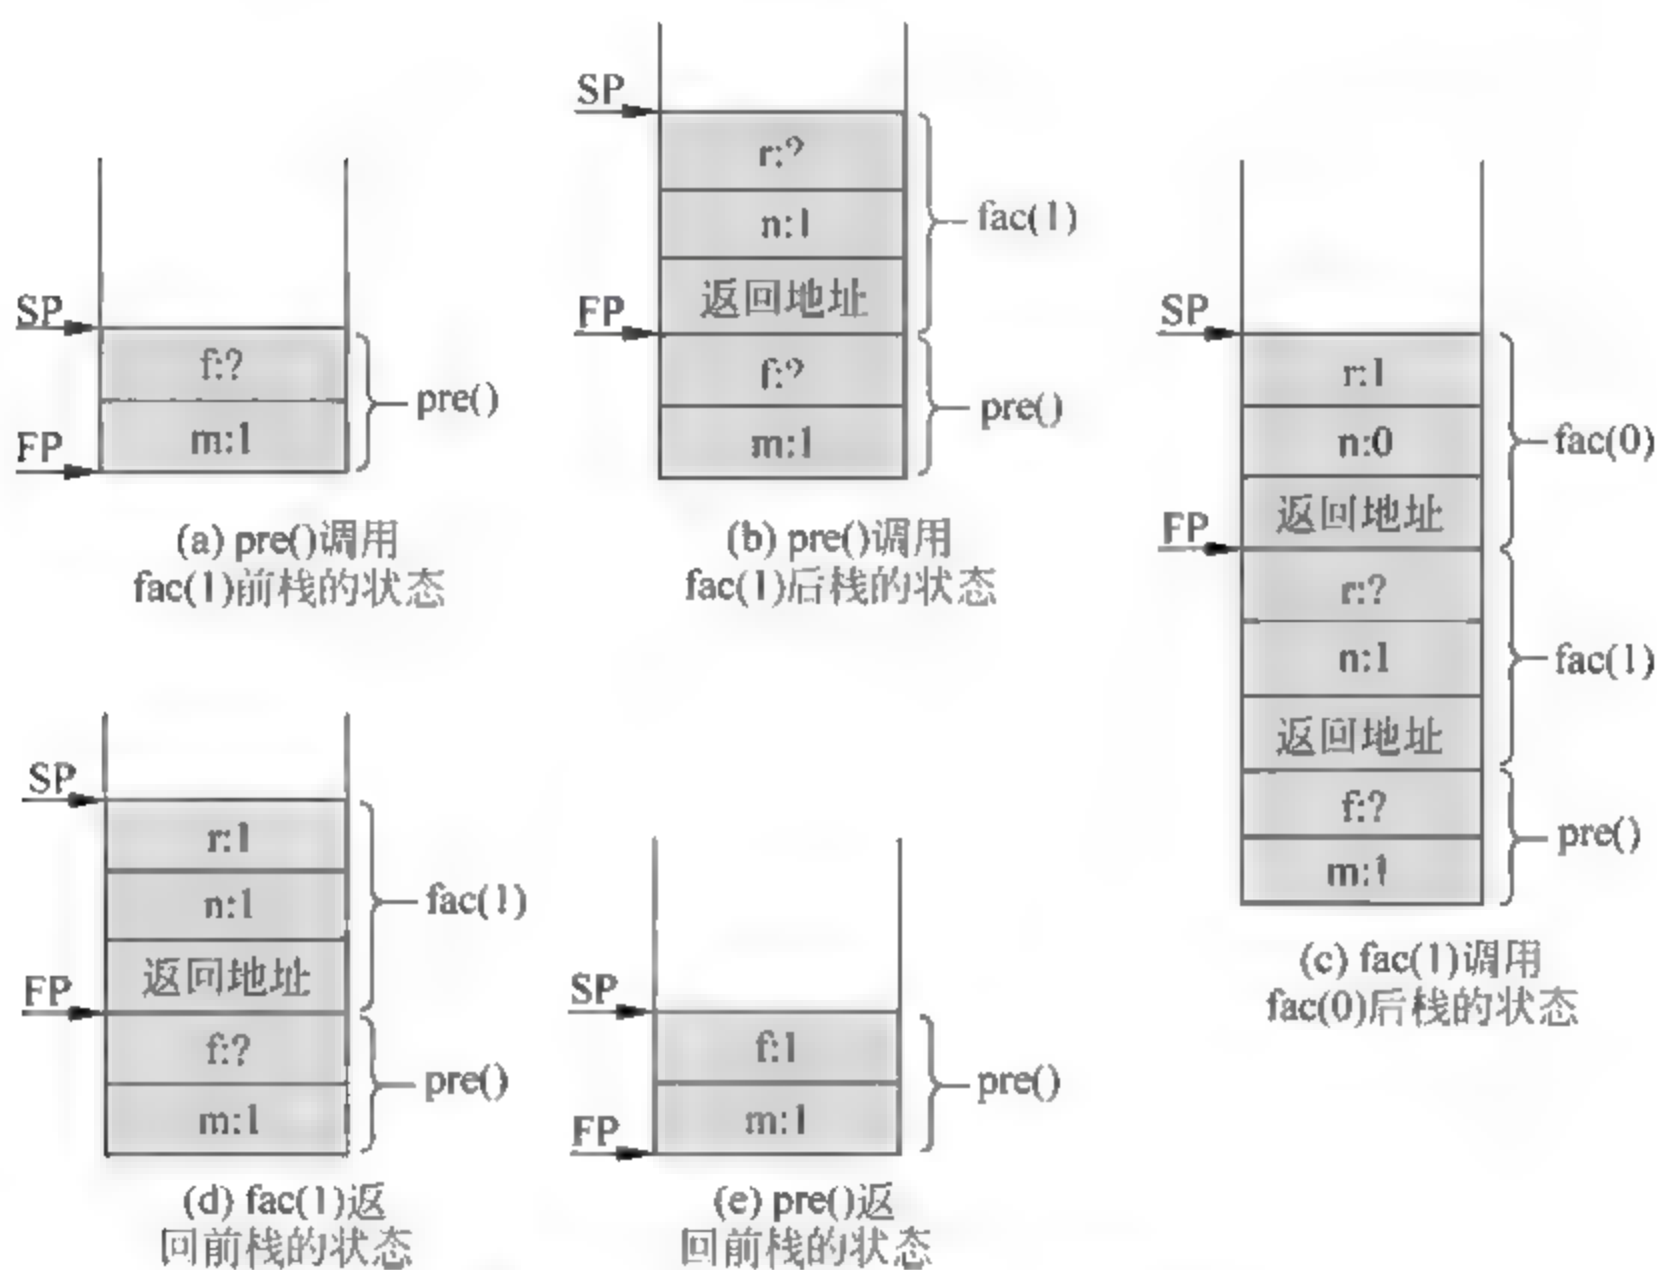 SP
f:?
m:1
FP
pre()
(a) pre()调用
fac(1)前栈的状态
SP
r:?
n:1
返回地址
FP
f:?
m:1
fac(1)
pre()
(b) pre()调用
fac(1)后栈的状态
SP
r:1
n:0
返回地址
FP
r:?
n:1
返回地址
f:?
m:1
fac(0)
fac(1)
pre()
(c) fac(1)调用
fac(0)后栈的状态
SP
r:1
n:1
返回地址
FP
f:?
m:1
fac(1)
pre()
(d) fac(1)返
回前栈的状态
SP
f:1
m:1
FP
pre()
(e) pre()返
回前栈的状态